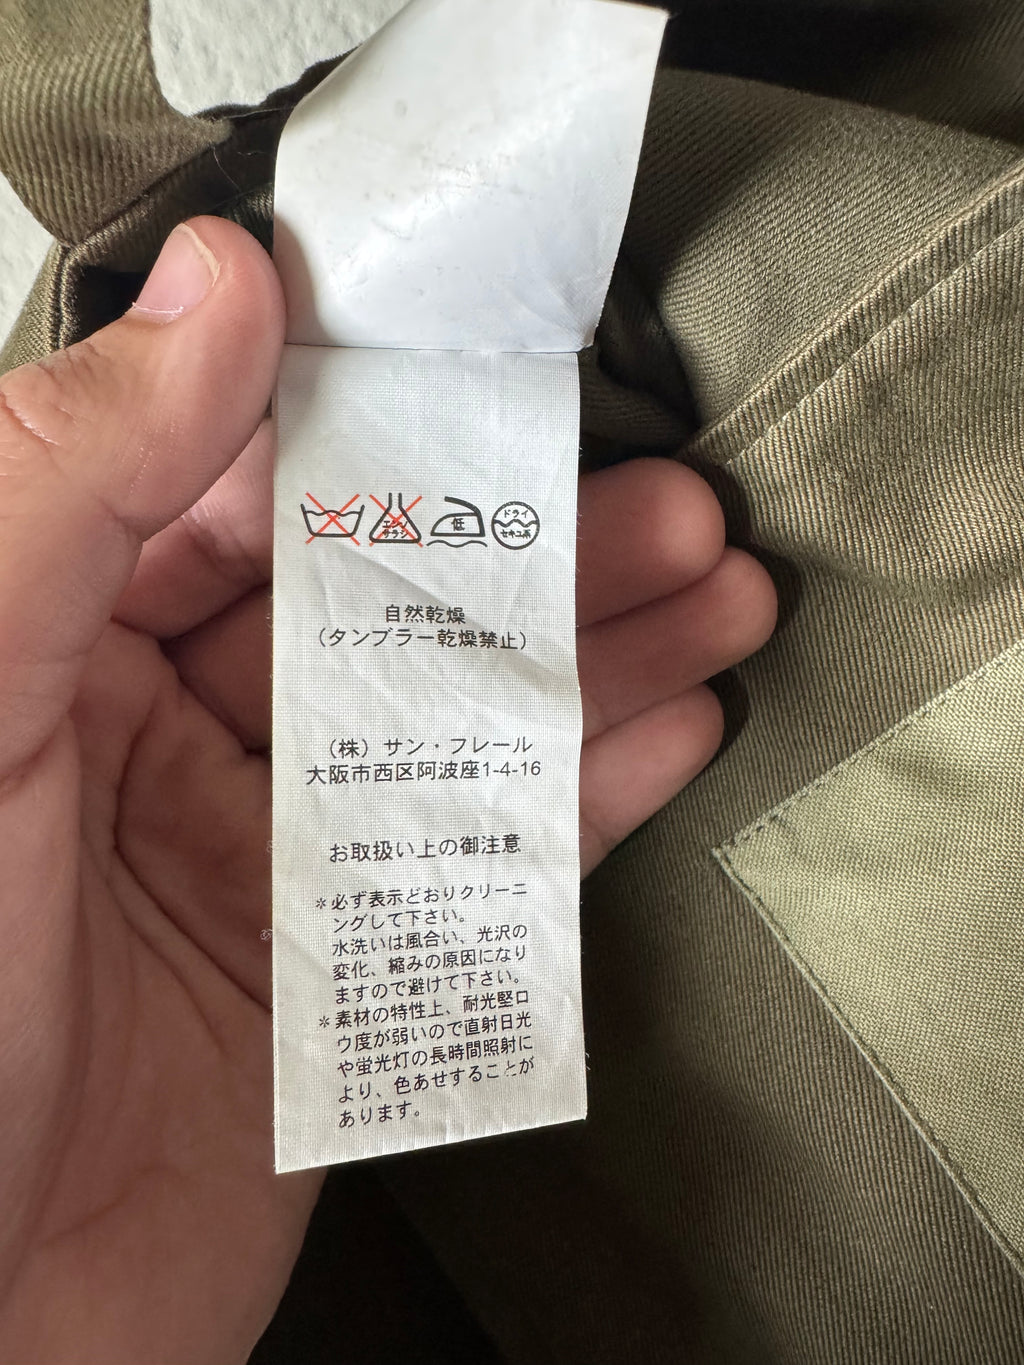 エンソ
サラシ
低
ドライ
セキユ系
自然乾燥
（タンブラー乾燥禁止）
（株）サン・フレール
大阪市西区阿波座1-4-16
お取扱い上の御注意
＊必ず表示どおりクリーニ
ングして下さい。
水洗いは風合い、光沢の
変化、縮みの原因になり
ますので避けて下さい。
＊素材の特性上、耐光堅ロ
ウ度が弱いので直射日光
や蛍光灯の長時間照射に
より、色あせすることが
あります。